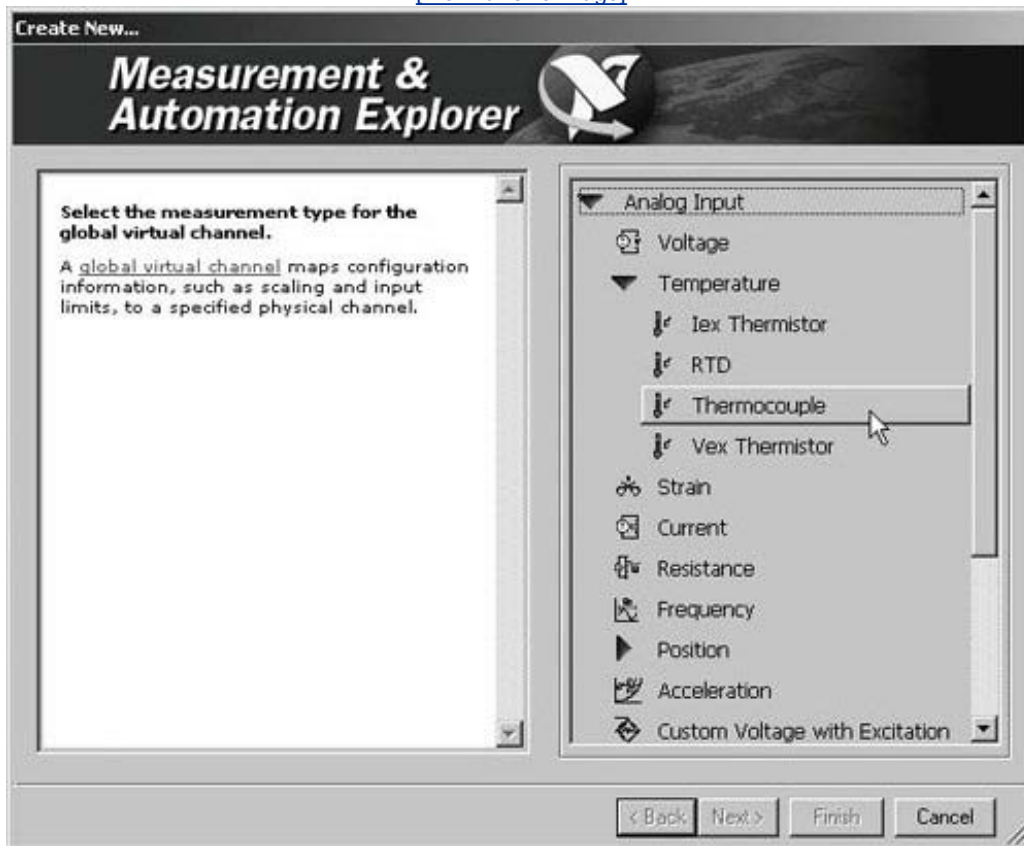 Create New...
Measurement &
Automation Explorer
Select the measurement type for the
global virtual channel.
A global virtual channel maps configuration
information, such as scaling and input
limits, to a specified physical channel.
Analog Input
Voltage
Temperature
Iex Thermistor
RTD
Thermocouple
Vex Thermistor
Strain
Current
Resistance
Frequency
Position
Acceleration
Custom Voltage with Excitation
< Back Next > Finish Cancel